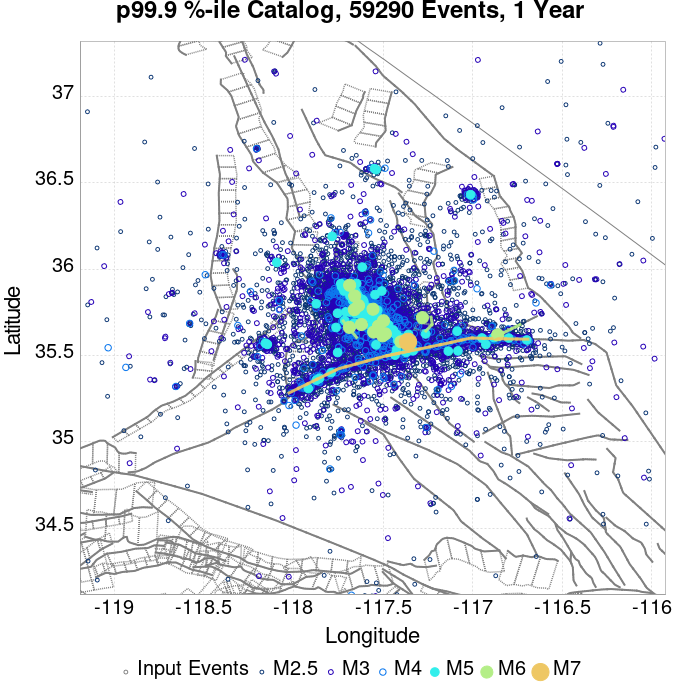 p99.9 %-ile Catalog, 59290 Events, 1 Year
37
36.5
36
35.5
35
34.5
Latitude
-119 -118.5 -118 -117.5 -117 -116.5 -116
Longitude
Input Events M2.5 M3 M4 M5 M6 M7